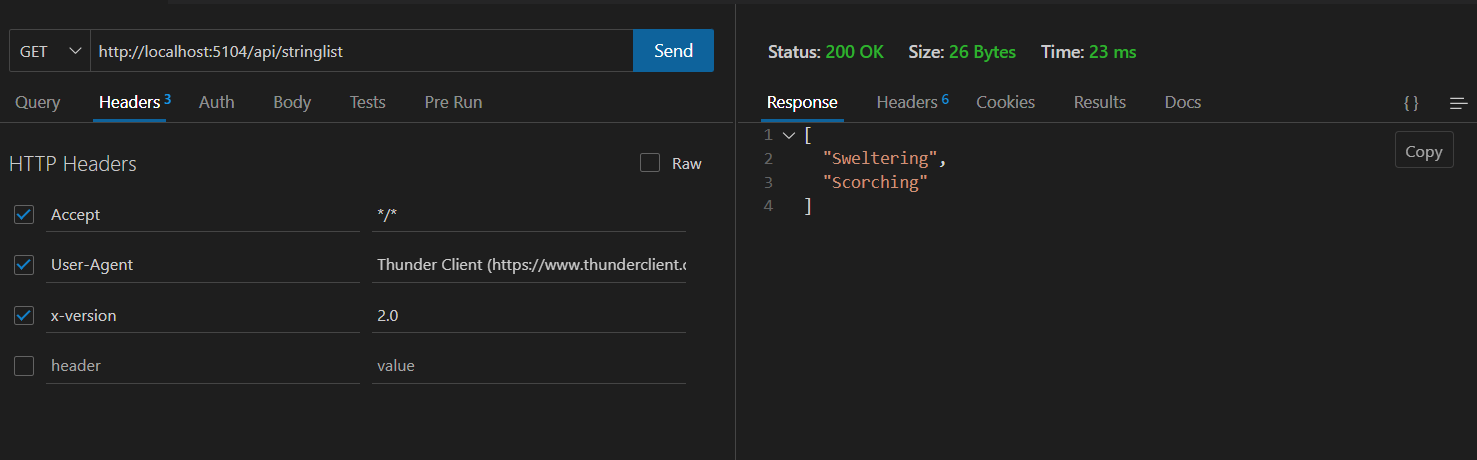 GET http://localhost:5104/api/stringlist Send
Query Headers 3 Auth Body Tests Pre Run
HTTP Headers Raw
Accept */*
User-Agent Thunder Client (https://www.thunderclient.c
x-version 2.0
header value
Status: 200 OK Size: 26 Bytes Time: 23 ms
Response Headers 6 Cookies Results Docs {}
1 [
Copy
2 "Sweltering",
3 "Scorching"
4 ]